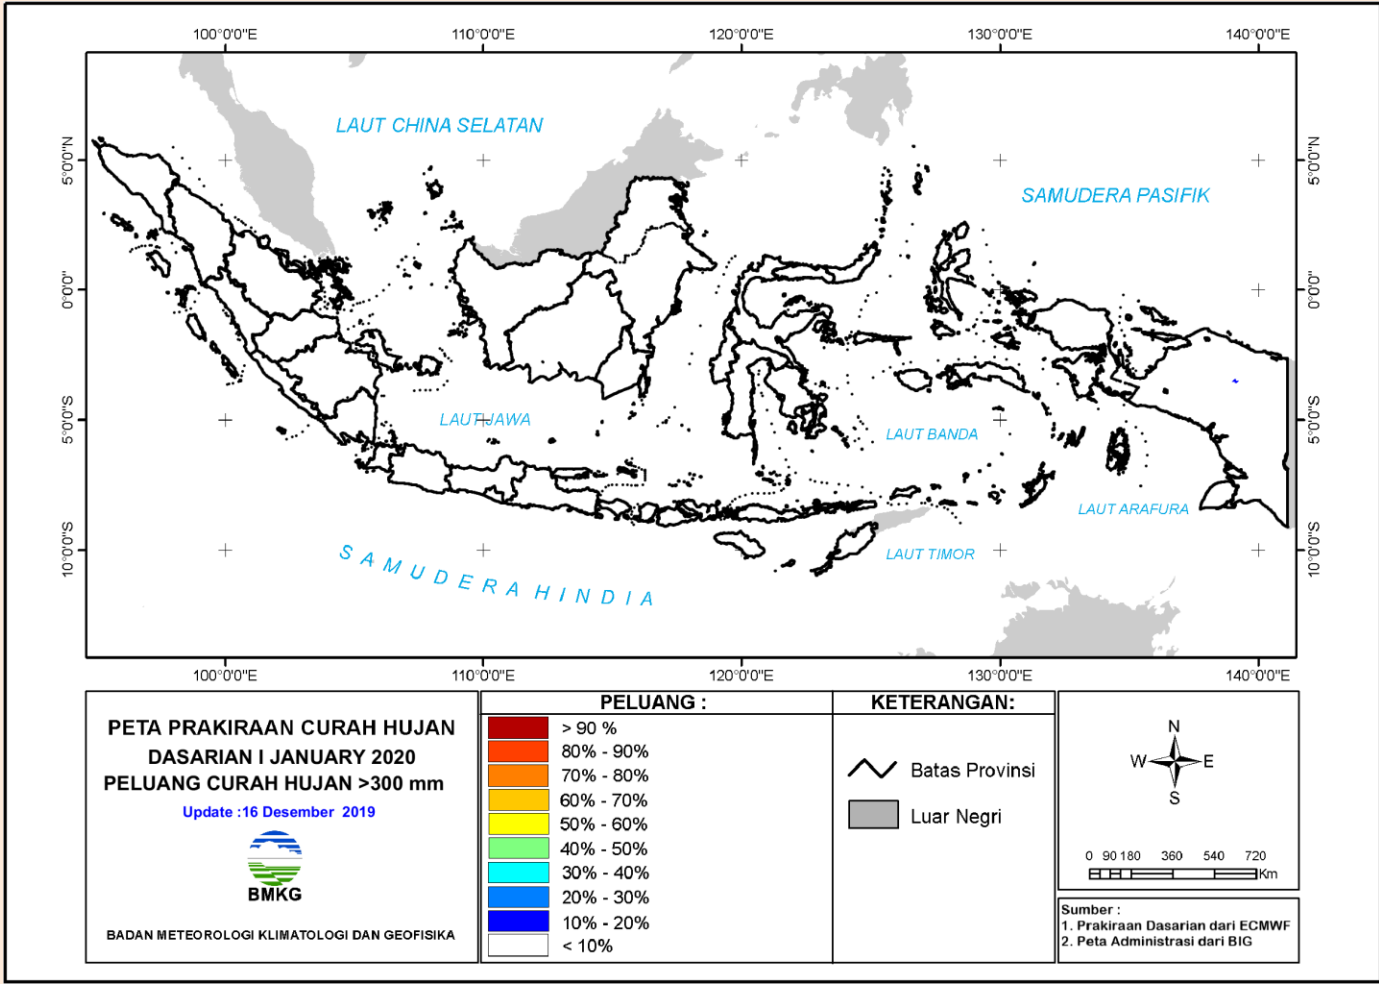 100°0'0"E 110°0'0"E 120°0'0"E 130°0'0"E 140°0'0"E
5°0'0"N 5°0'0"N
0°0'0" 0°0'0"
5°0'0"S 5°0'0"S
10°0'0"S 10°0'0"S
LAUT CHINA SELATAN
SAMUDERA PASIFIK
LAUT JAWA
LAUT BANDA
LAUT ARAFURA
LAUT TIMOR
SAMUDERA HINDIA
100°0'0"E 110°0'0"E 120°0'0"E 130°0'0"E 140°0'0"E
PETA PRAKIRAAN CURAH HUJAN
DASARIAN I JANUARY 2020
PELUANG CURAH HUJAN >300 mm
Update :16 Desember 2019
BMKG
BADAN METEOROLOGI KLIMATOLOGI DAN GEOFISIKA
PELUANG :
> 90 %
80% - 90%
70% - 80%
60% - 70%
50% - 60%
40% - 50%
30% - 40%
20% - 30%
10% - 20%
< 10%
KETERANGAN:
Batas Provinsi
Luar Negri
N
W E
S
0 90 180 360 540 720
Km
Sumber :
1. Prakiraan Dasarian dari ECMWF
2. Peta Administrasi dari BIG